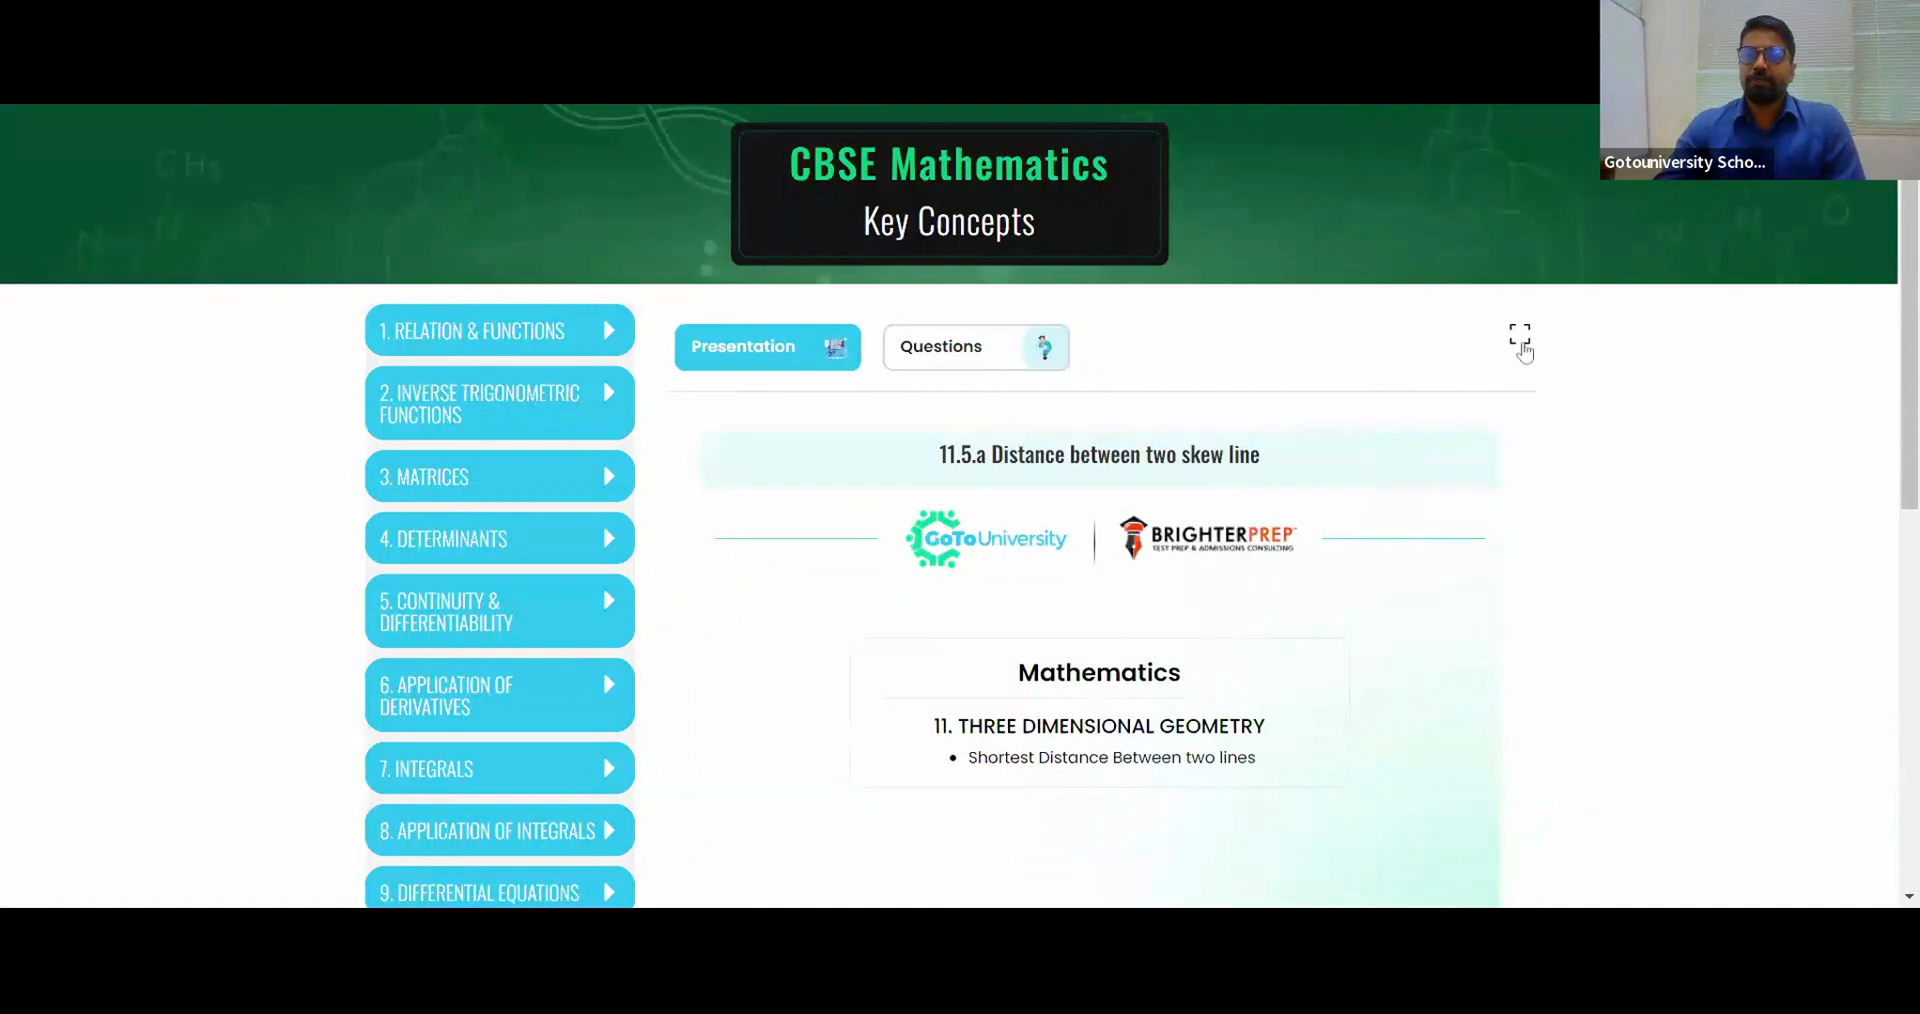 CBSE Mathematics
Key Concepts
Gotouniversity Scho...
1. RELATION & FUNCTIONS
2. INVERSE TRIGONOMETRIC
FUNCTIONS
3. MATRICES
4. DETERMINANTS
5. CONTINUITY &
DIFFERENTIABILITY
6. APPLICATION OF
DERIVATIVES
7. INTEGRALS
8. APPLICATION OF INTEGRALS
9. DIFFERENTIAL EQUATIONS
Presentation
Questions
11.5.a Distance between two skew line
GoToUniversity
BRIGHTERPREP
TEST PREP & ADMISSIONS CONSULTING
Mathematics
11. THREE DIMENSIONAL GEOMETRY
• Shortest Distance Between two lines